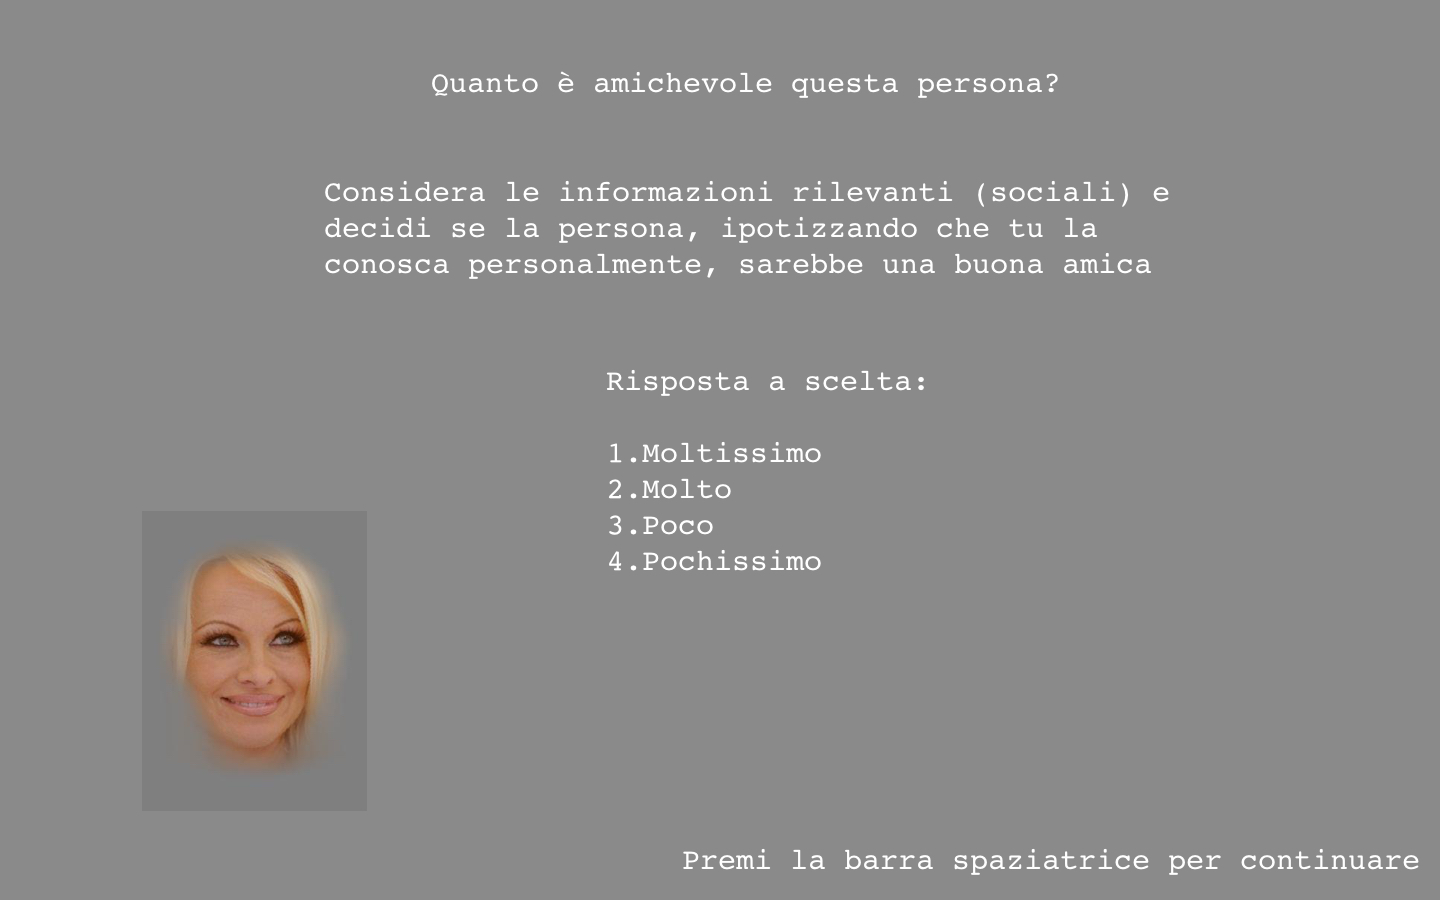 Quanto è amichevole questa persona?
Considera le informazioni rilevanti (sociali) e
decidi se la persona, ipotizzando che tu la
conosca personalmente, sarebbe una buona amica
Risposta a scelta:
1.Moltissimo
2.Molto
3.Poco
4.Pochissimo
Premi la barra spaziatrice per continuare